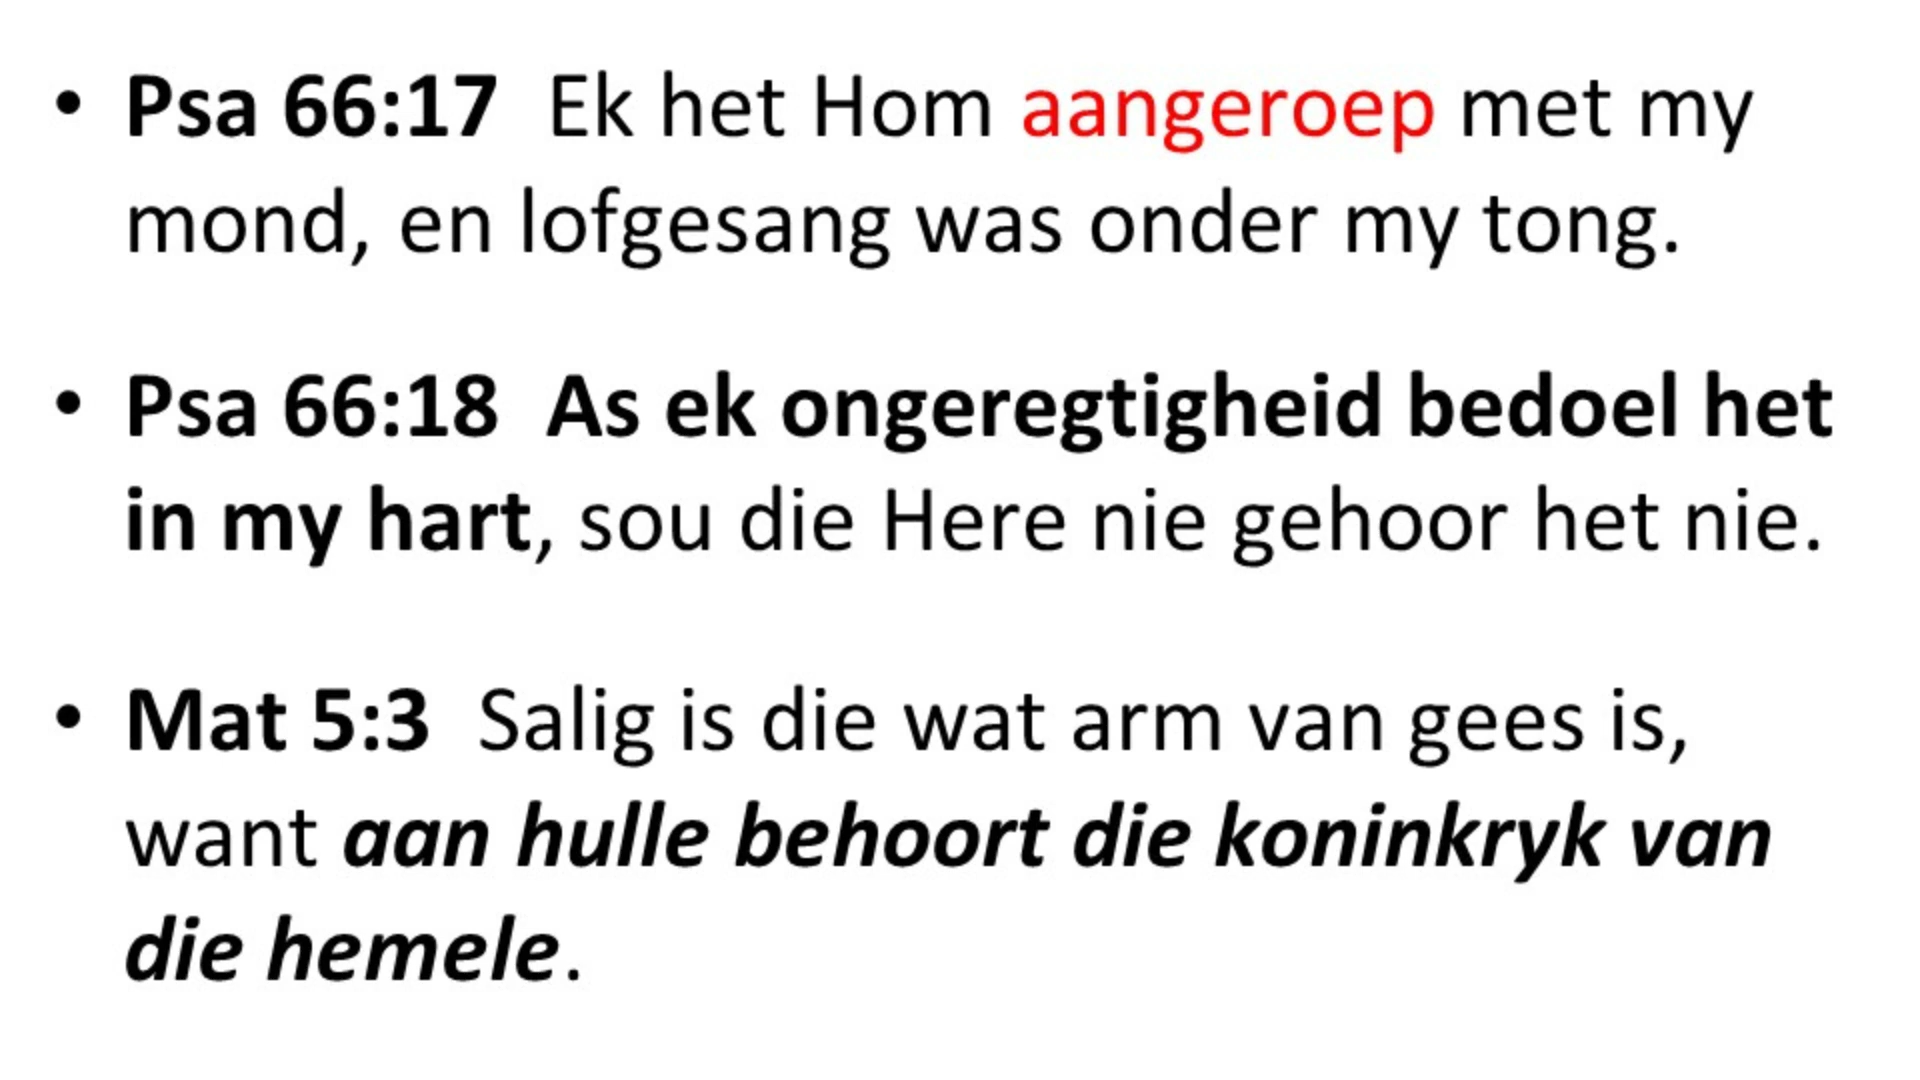 • Psa 66:17  Ek het Hom aangeroep met my
mond, en lofgesang was onder my tong.
• Psa 66:18  As ek ongeregtigheid bedoel het
in my hart, sou die Here nie gehoor het nie.
• Mat 5:3  Salig is die wat arm van gees is,
want aan hulle behoort die koninkryk van
die hemele.